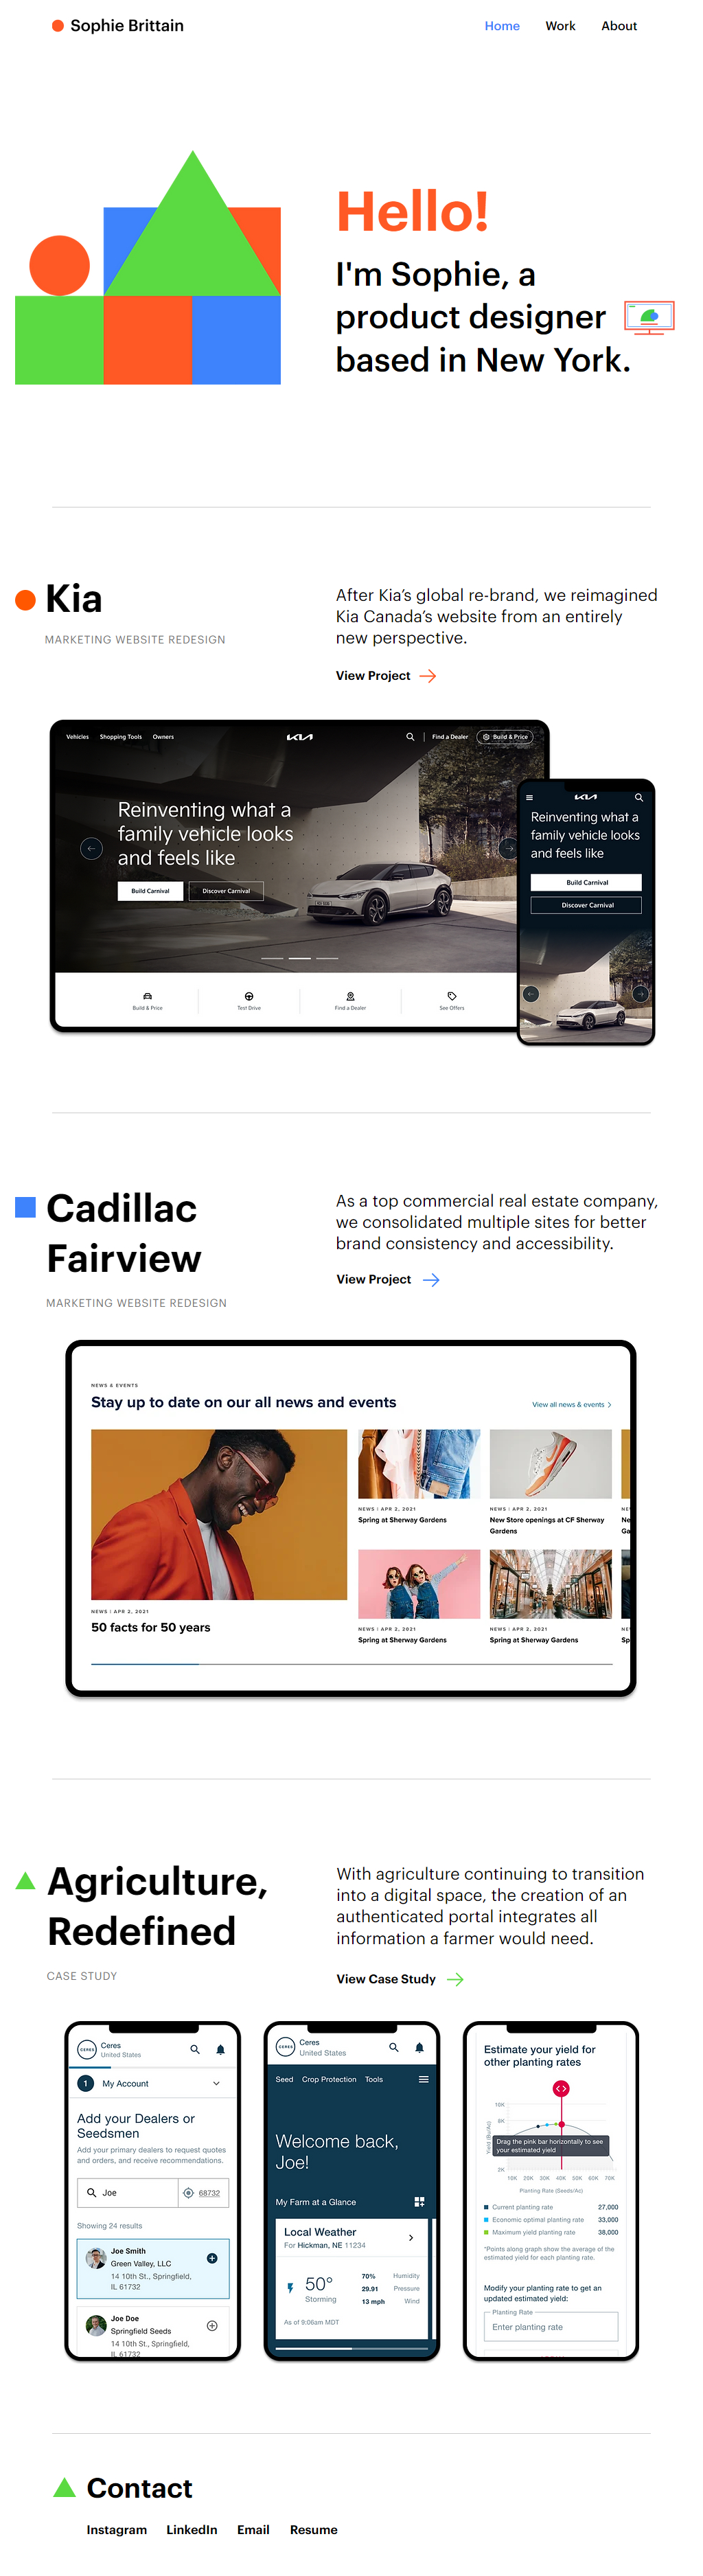 Sophie Brittain
Home Work About
Hello!
I'm Sophie, a
product designer
based in New York.
Kia
MARKETING WEBSITE REDESIGN
After Kia's global re-brand, we reimagined
Kia Canada's website from an entirely
new perspective.
View Project
Vehicles Shopping Tools Owners
KIA
Find a Dealer Build & Price
Reinventing what a
family vehicle looks
and feels like
Build Carnival Discover Carnival
Build & Price Test Drive Find a Dealer See Offers
KIA
Reinventing what a
family vehicle looks
and feels like
Build Carnival
Discover Carnival
Cadillac
Fairview
MARKETING WEBSITE REDESIGN
As a top commercial real estate company,
we consolidated multiple sites for better
brand consistency and accessibility.
View Project
NEWS & EVENTS
Stay up to date on our all news and events
View all news & events
NEWS | APR 2, 2021
Spring at Sherway Gardens
NEWS | APR 2, 2021
New Store openings at CF Sherway
Gardens
NEWS | APR 2, 2021
50 facts for 50 years
NEWS | APR 2, 2021
Spring at Sherway Gardens
NEWS | APR 2, 2021
Spring at Sherway Gardens
Agriculture,
Redefined
CASE STUDY
With agriculture continuing to transition
into a digital space, the creation of an
authenticated portal integrates all
information a farmer would need.
View Case Study
CERES
Ceres
United States
1 My Account
Add your Dealers or
Seedsmen
Add your primary dealers to request quotes
and orders, and receive recommendations.
Joe 68732
Showing 24 results
Joe Smith
Green Valley, LLC
14 10th St., Springfield,
IL 61732
Joe Doe
Springfield Seeds
14 10th St., Springfield,
IL 61732
CERES
Ceres
United States
Seed Crop Protection Tools
Welcome back,
Joe!
My Farm at a Glance
Local Weather
For Hickman, NE 11234
50°
Storming
70% Humidity
29.91 Pressure
13 mph Wind
As of 9:06am MDT
Estimate your yield for
other planting rates
Yield (Bu/Ac)
10K
8K
2K
Drag the pink bar horizontally to see
your estimated yield
10K 20K 30K 40K 50K 60K 70K
Planting Rate (Seeds/Ac)
Current planting rate 27,000
Economic optimal planting rate 33,000
Maximum yield planting rate 38,000
*Points along graph show the average of the
estimated yield for each planting rate.
Modify your planting rate to get an
updated estimated yield:
Planting Rate
Enter planting rate
Contact
Instagram LinkedIn Email Resume